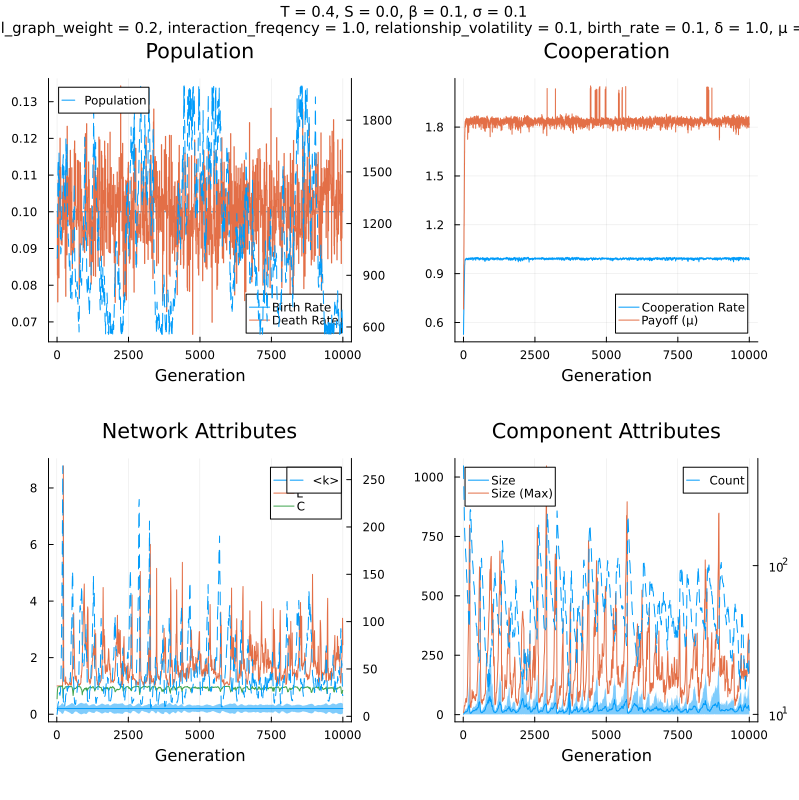 T = 0.4, S = 0.0, β = 0.1, σ = 0.1
l_graph_weight = 0.2, interaction_freqency = 1.0, relationship_volatility = 0.1, birth_rate = 0.1, δ = 1.0, μ =
Population
Cooperation
0.13
0.12
0.11
0.10
0.09
0.08
0.07
1800
1500
1200
900
600
Population
Birth Rate
Death Rate
0 2500 5000 7500 10000
Generation
1.8
1.5
1.2
0.9
0.6
Cooperation Rate
Payoff (μ)
0 2500 5000 7500 10000
Generation
Network Attributes
Component Attributes
8
6
4
2
0
250
200
150
100
50
0
<k>
C
0 2500 5000 7500 10000
Generation
1000
750
500
250
0
10²
10¹
Size
Size (Max)
Count
0 2500 5000 7500 10000
Generation